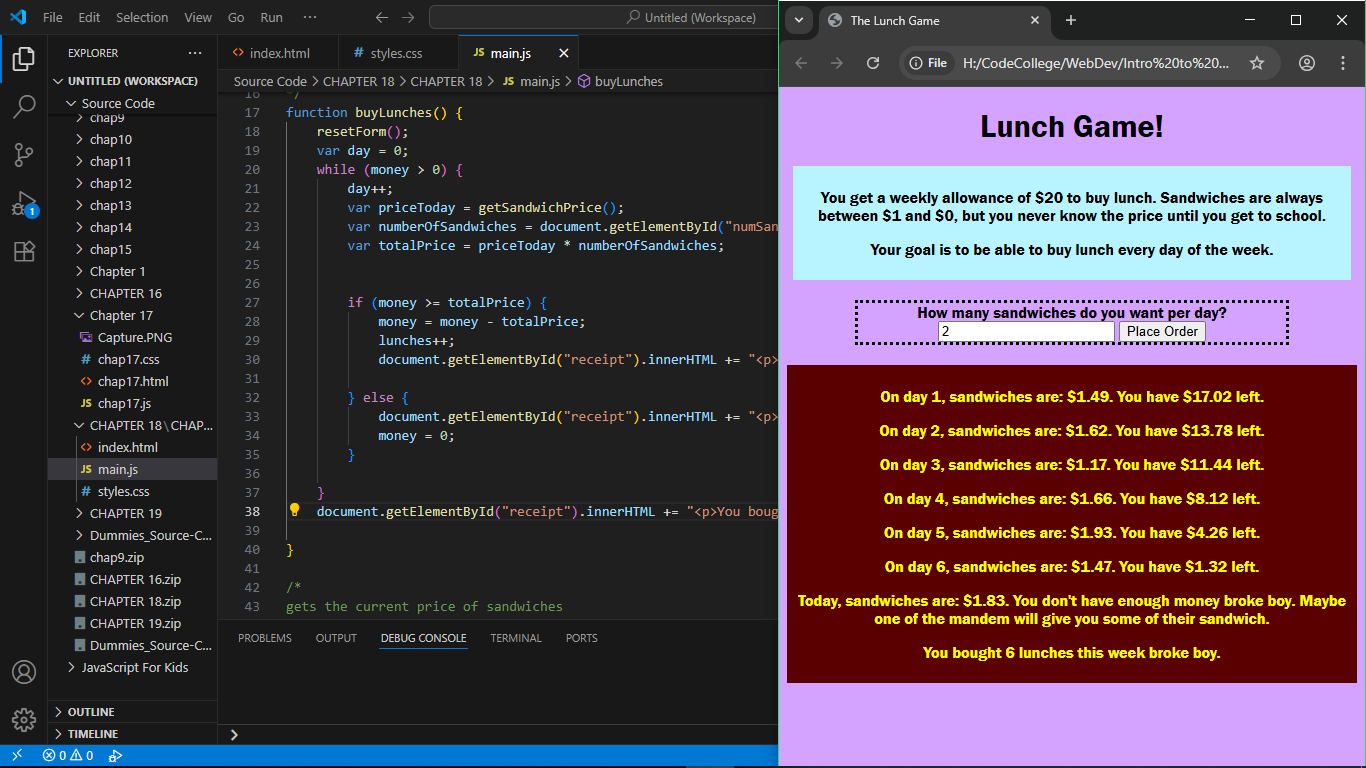 File Edit Selection View Go Run ··· Untitled (Workspace)
EXPLORER ···
UNTITLED (WORKSPACE)
Source Code
chap9
chap10
chap11
chap12
chap13
chap14
chap15
Chapter 1
CHAPTER 16
Chapter 17
Capture.PNG
# chap17.css
<> chap17.html
JS chap17.js
CHAPTER 18\CHAP...
<> index.html
JS main.js
# styles.css
CHAPTER 19
Dummies_Source-C...
chap9.zip
CHAPTER 16.zip
CHAPTER 18.zip
CHAPTER 19.zip
Dummies_Source-C...
JavaScript For Kids
OUTLINE
TIMELINE
1
0 0
<> index.html # styles.css JS main.js
Source Code > CHAPTER 18 > CHAPTER 18 > JS main.js > buyLunches
16 */
17 function buyLunches() {
18 resetForm();
19 var day = 0;
20 while (money > 0) {
21 day++;
22 var priceToday = getSandwichPrice();
23 var numberOfSandwiches = document.getElementById("numSan
24 var totalPrice = priceToday * numberOfSandwiches;
25
26
27 if (money >= totalPrice) {
28 money = money - totalPrice;
29 lunches++;
30 document.getElementById("receipt").innerHTML += "<p>
31
32 } else {
33 document.getElementById("receipt").innerHTML += "<p>
34 money = 0;
35 }
36
37 }
38 document.getElementById("receipt").innerHTML += "<p>You boug
39
40 }
41
42 /*
43 gets the current price of sandwiches
PROBLEMS OUTPUT DEBUG CONSOLE TERMINAL PORTS
The Lunch Game
File H:/CodeCollege/WebDev/Intro%20to%20...
Lunch Game!
You get a weekly allowance of $20 to buy lunch. Sandwiches are always
between $1 and $0, but you never know the price until you get to school.
Your goal is to be able to buy lunch every day of the week.
How many sandwiches do you want per day?
2 Place Order
On day 1, sandwiches are: $1.49. You have $17.02 left.
On day 2, sandwiches are: $1.62. You have $13.78 left.
On day 3, sandwiches are: $1.17. You have $11.44 left.
On day 4, sandwiches are: $1.66. You have $8.12 left.
On day 5, sandwiches are: $1.93. You have $4.26 left.
On day 6, sandwiches are: $1.47. You have $1.32 left.
Today, sandwiches are: $1.83. You don't have enough money broke boy. Maybe
one of the mandem will give you some of their sandwich.
You bought 6 lunches this week broke boy.